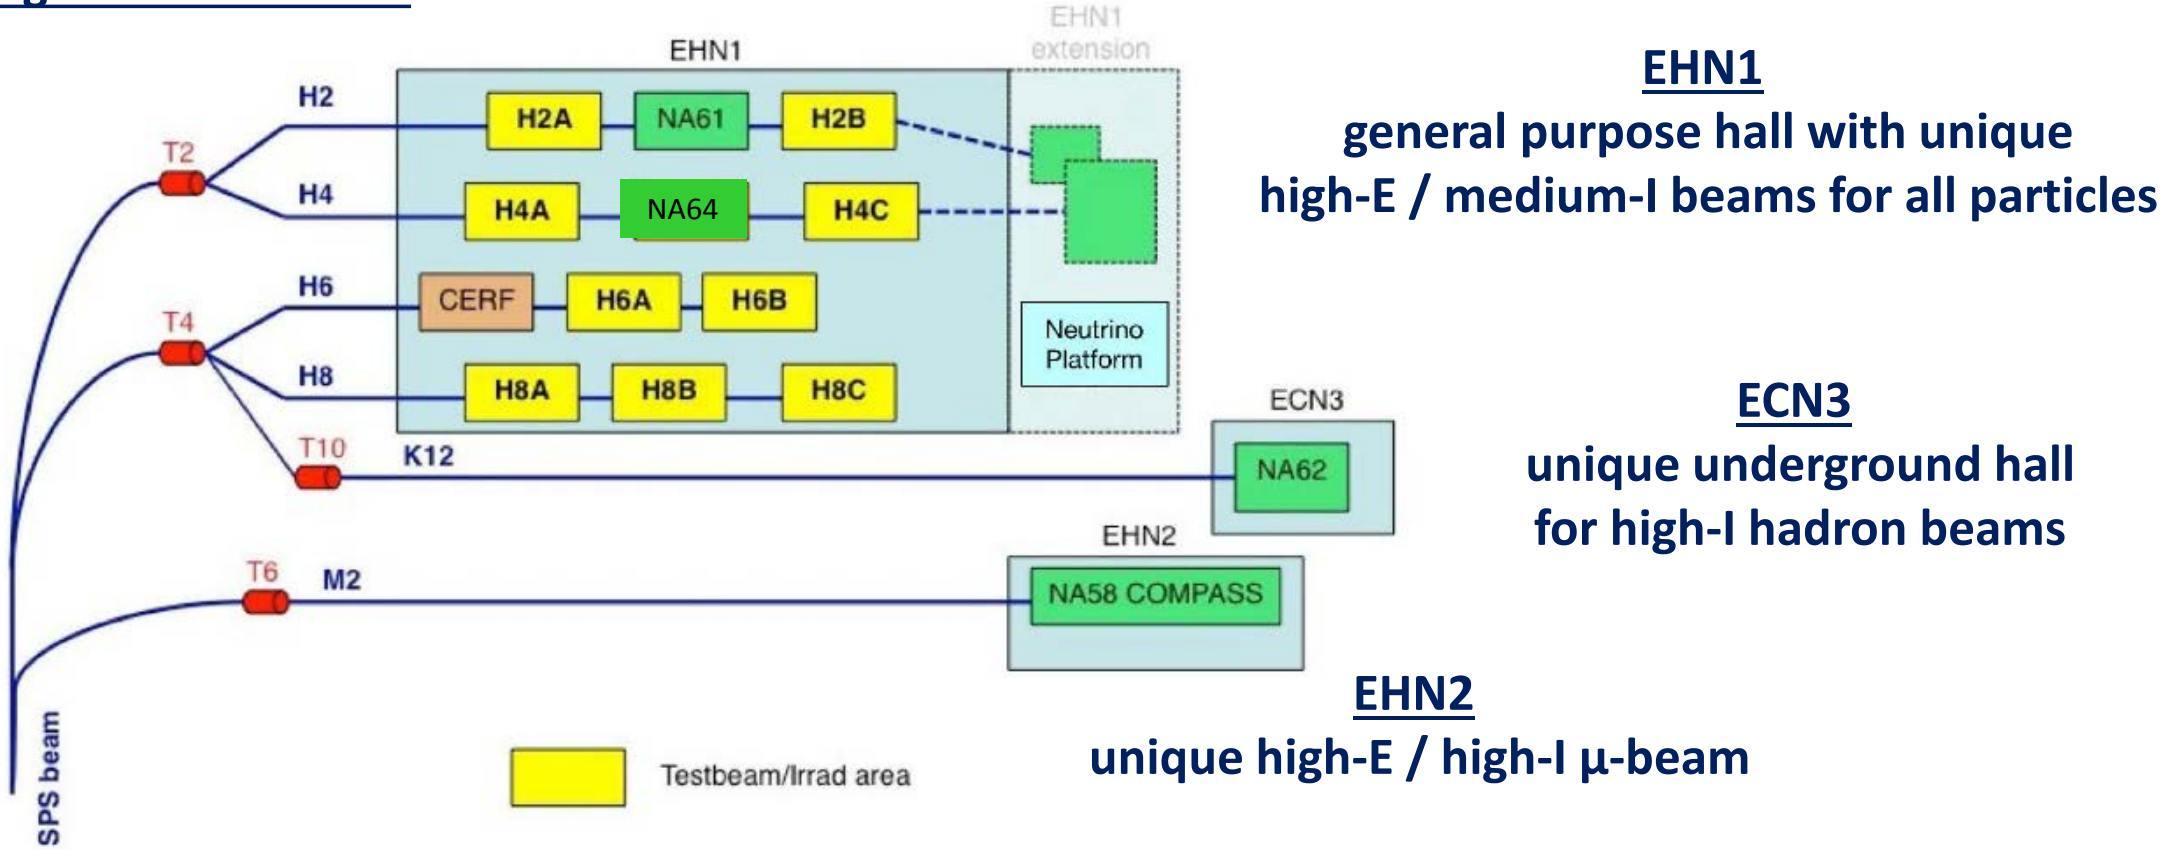 EHN1
EHN1
extension
H2
H2A
NA61
H2B
T2
H4
H4A
NA64
H4C
H6
CERF
H6A
H6B
T4
Neutrino
Platform
H8
H8A
H8B
H8C
T10
K12
ECN3
NA62
EHN2
T6
M2
NA58 COMPASS
SPS beam
Testbeam/Irrad area
EHN1
general purpose hall with unique
high-E / medium-I beams for all particles
ECN3
unique underground hall
for high-I hadron beams
EHN2
unique high-E / high-I μ-beam